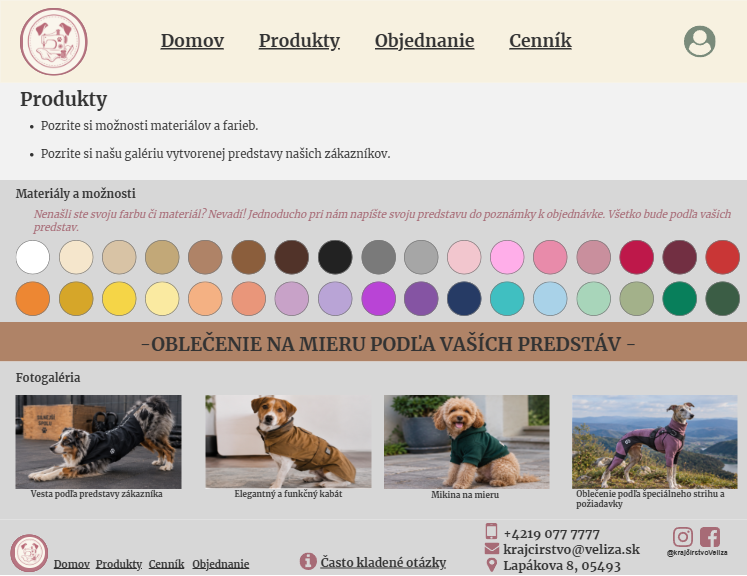 Domov Produkty Objednanie Cenník
Produkty
• Pozrite si možnosti materiálov a farieb.
• Pozrite si našu galériu vytvorenej predstavy našich zákazníkov.
Materiály a možnosti
Nenašli ste svoju farbu či materiál? Nevadí! Jednoducho pri nám napíšte svoju predstavu do poznámky k objednávke. Všetko bude podľa vašich
predstav.
-OBLEČENIE NA MIERU PODĽA VAŠÍCH PREDSTÁV -
Fotogaléria
Vesta podľa predstavy zákazníka
Elegantný a funkčný kabát
Mikina na mieru
Oblečenie podľa špeciálneho strihu a
požiadavky
Domov Produkty Cenník Objednanie
Často kladené otázky
+4219 077 7777
krajcirstvo@veliza.sk
Lapákova 8, 05493
@krajčírstvoVeliza